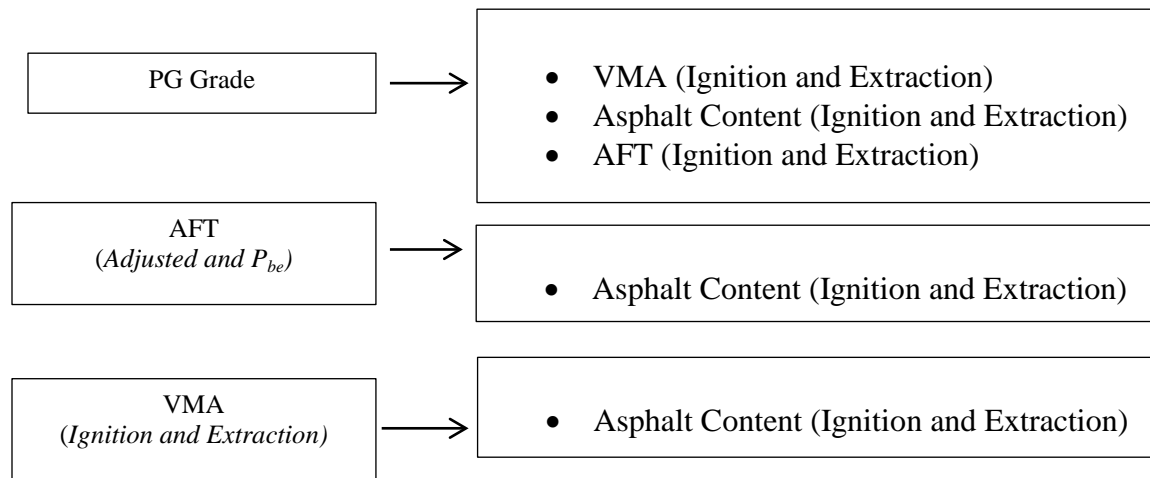 PG Grade
• VMA (Ignition and Extraction)
• Asphalt Content (Ignition and Extraction)
• AFT (Ignition and Extraction)
AFT
(Adjusted and Pbe)
• Asphalt Content (Ignition and Extraction)
VMA
(Ignition and Extraction)
• Asphalt Content (Ignition and Extraction)